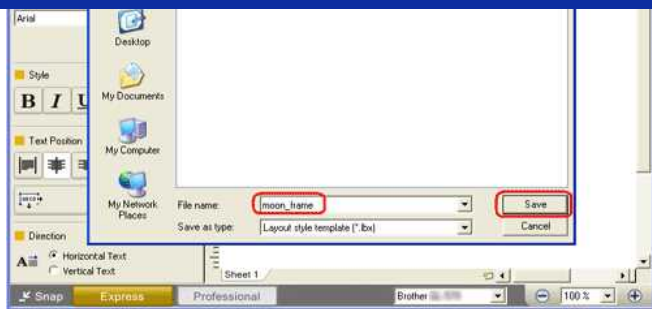 Arial
Desktop
Style
B I U
My Documents
Text Position
My Computer
My Network Places
File name: moon_frame Save
Save as type: Layout style template (*.lbx) Cancel
Direction
A Horizontal Text
Vertical Text
Sheet 1
Snap Express Professional Brother 100 %